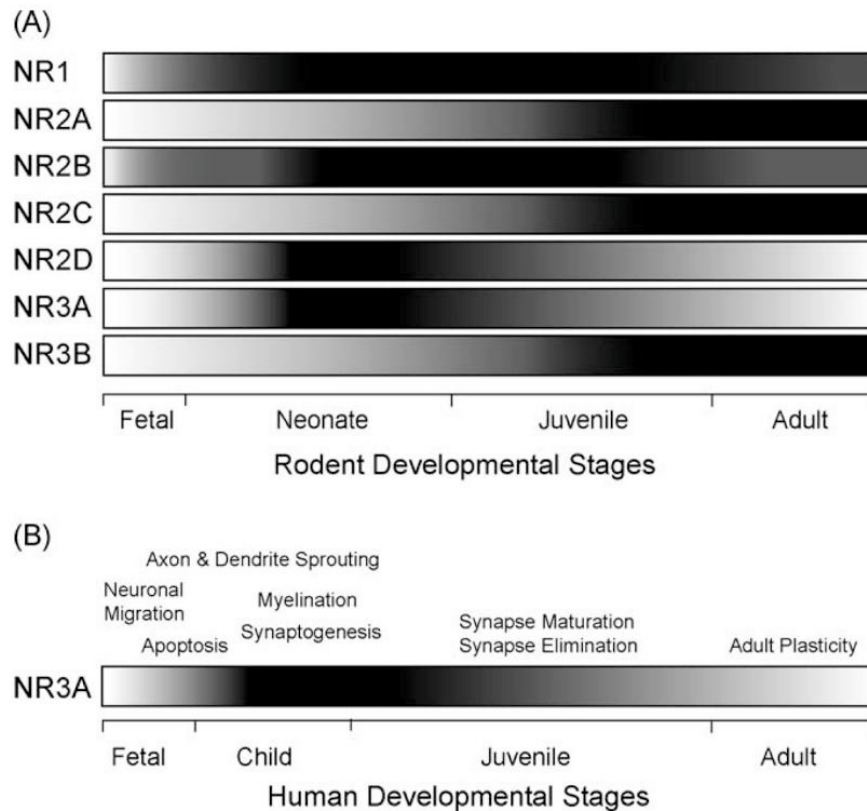 (A)
NR1
NR2A
NR2B
NR2C
NR2D
NR3A
NR3B
Fetal Neonate Juvenile Adult
Rodent Developmental Stages
(B)
Axon & Dendrite Sprouting
Neuronal
Migration
Myelination
Apoptosis
Synaptogenesis
Synapse Maturation
Synapse Elimination
Adult Plasticity
NR3A
Fetal Child Juvenile Adult
Human Developmental Stages